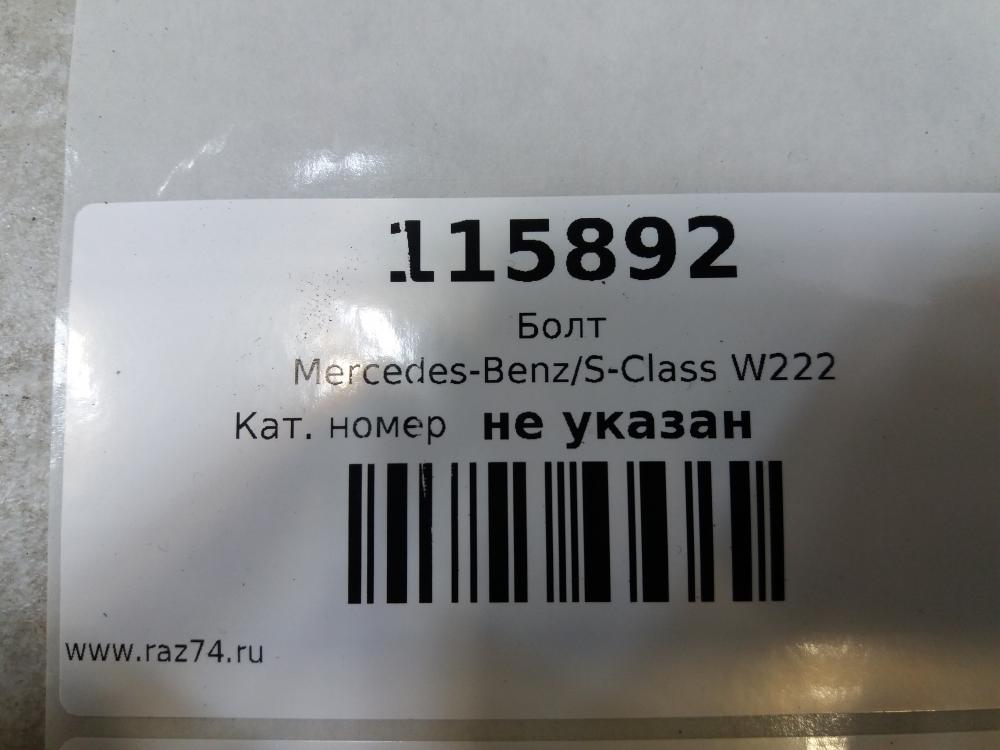 115892
Болт
Mercedes-Benz/S-Class W222
Кат. номер не указан
www.raz74.ru